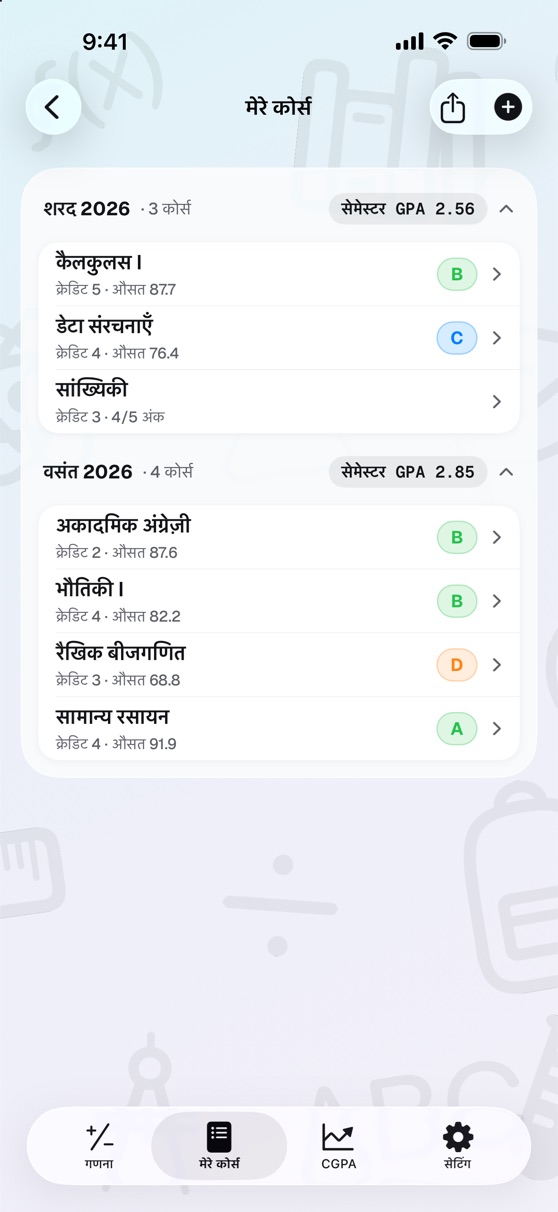 9:41
मेरे कोर्स
शरद 2026 · 3 कोर्स सेमेस्टर GPA 2.56
कैलकुलस I
क्रेडिट 5 · औसत 87.7
B
डेटा संरचनाएँ
क्रेडिट 4 · औसत 76.4
C
सांख्यिकी
क्रेडिट 3 · 4/5 अंक
वसंत 2026 · 4 कोर्स सेमेस्टर GPA 2.85
अकादमिक अंग्रेज़ी
क्रेडिट 2 · औसत 87.6
B
भौतिकी I
क्रेडिट 4 · औसत 82.2
B
रैखिक बीजगणित
क्रेडिट 3 · औसत 68.8
D
सामान्य रसायन
क्रेडिट 4 · औसत 91.9
A
गणना मेरे कोर्स CGPA सेटिंग